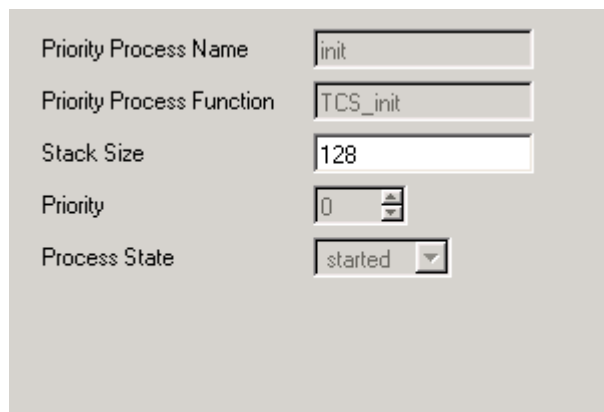 Priority Process Name init
Priority Process Function TCS_init
Stack Size 128
Priority 0
Process State started